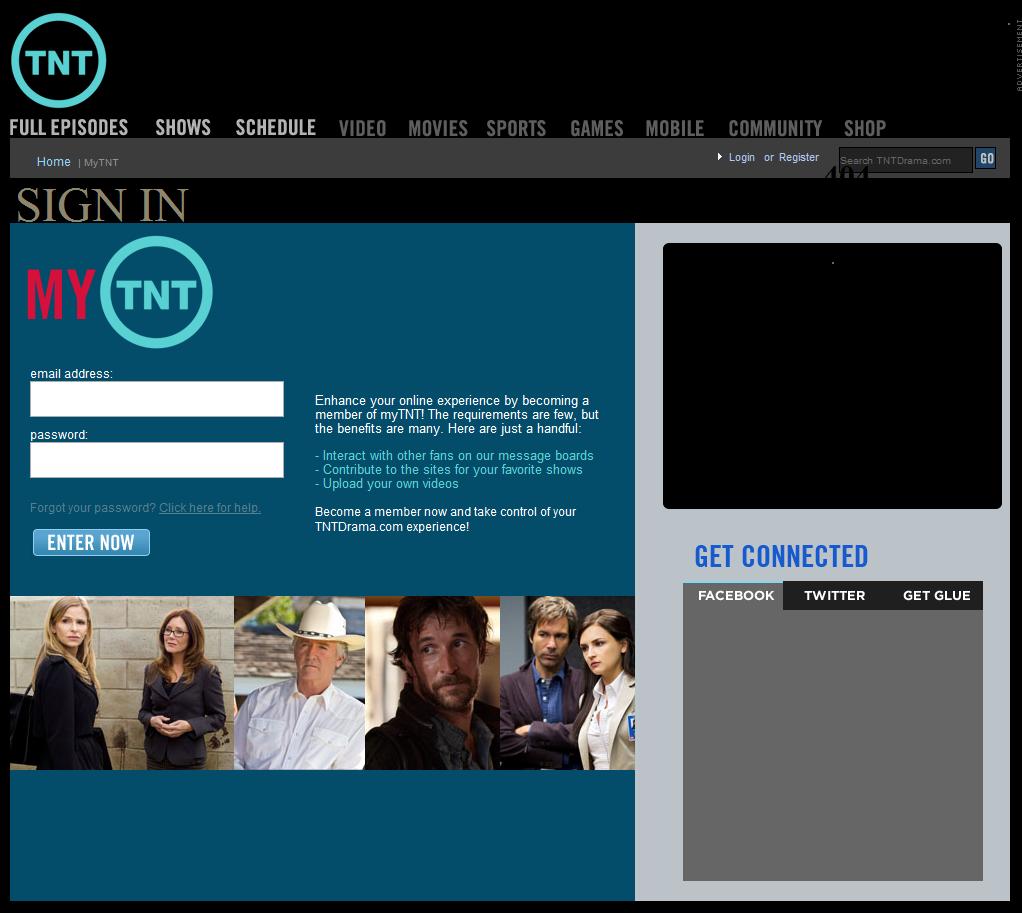 TNT
ADVERTISEMENT
FULL EPISODES SHOWS SCHEDULE VIDEO MOVIES SPORTS GAMES MOBILE COMMUNITY SHOP
Home | MyTNT Login or Register Search TNTDrama.com GO
404
SIGN IN
MY TNT
email address:
password:
Forgot your password? Click here for help.
ENTER NOW
Enhance your online experience by becoming a
member of myTNT! The requirements are few, but
the benefits are many. Here are just a handful:
- Interact with other fans on our message boards
- Contribute to the sites for your favorite shows
- Upload your own videos
Become a member now and take control of your
TNTDrama.com experience!
GET CONNECTED
FACEBOOK TWITTER GET GLUE